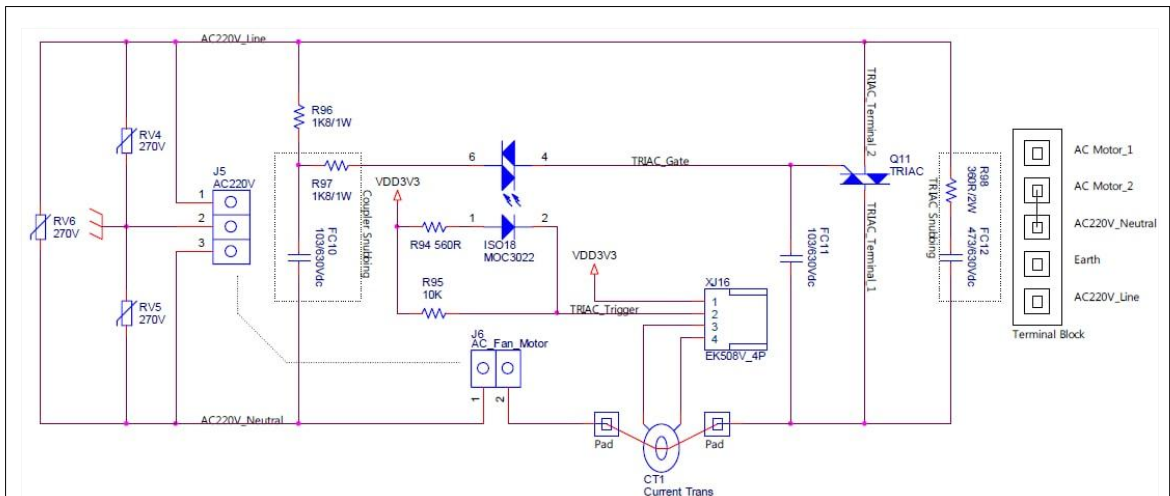 AC220V_Line
R96
1K8/1W
RV4
270V
J5
AC220V
1
2
3
R97
1K8/1W
Coupler Snubbing
FC10
103/630Vdc
RV6
270V
RV5
270V
VDD3V3
6
4
TRIAC_Gate
R94 560R
1
2
ISO18
MOC3022
R95
10K
TRIAC_Trigger
VDD3V3
XJ16
1
2
3
4
EK508V_4P
J6
AC_Fan_Motor
1
2
AC220V_Neutral
Pad
Pad
CT1
Current Trans
FC11
103/630Vdc
TRIAC_Terminal_2
Q11
TRIAC
TRIAC_Terminal_1
R98
360R/2W
TRIAC Snubbing
FC12
473/630Vdc
AC Motor_1
AC Motor_2
AC220V_Neutral
Earth
AC220V_Line
Terminal Block